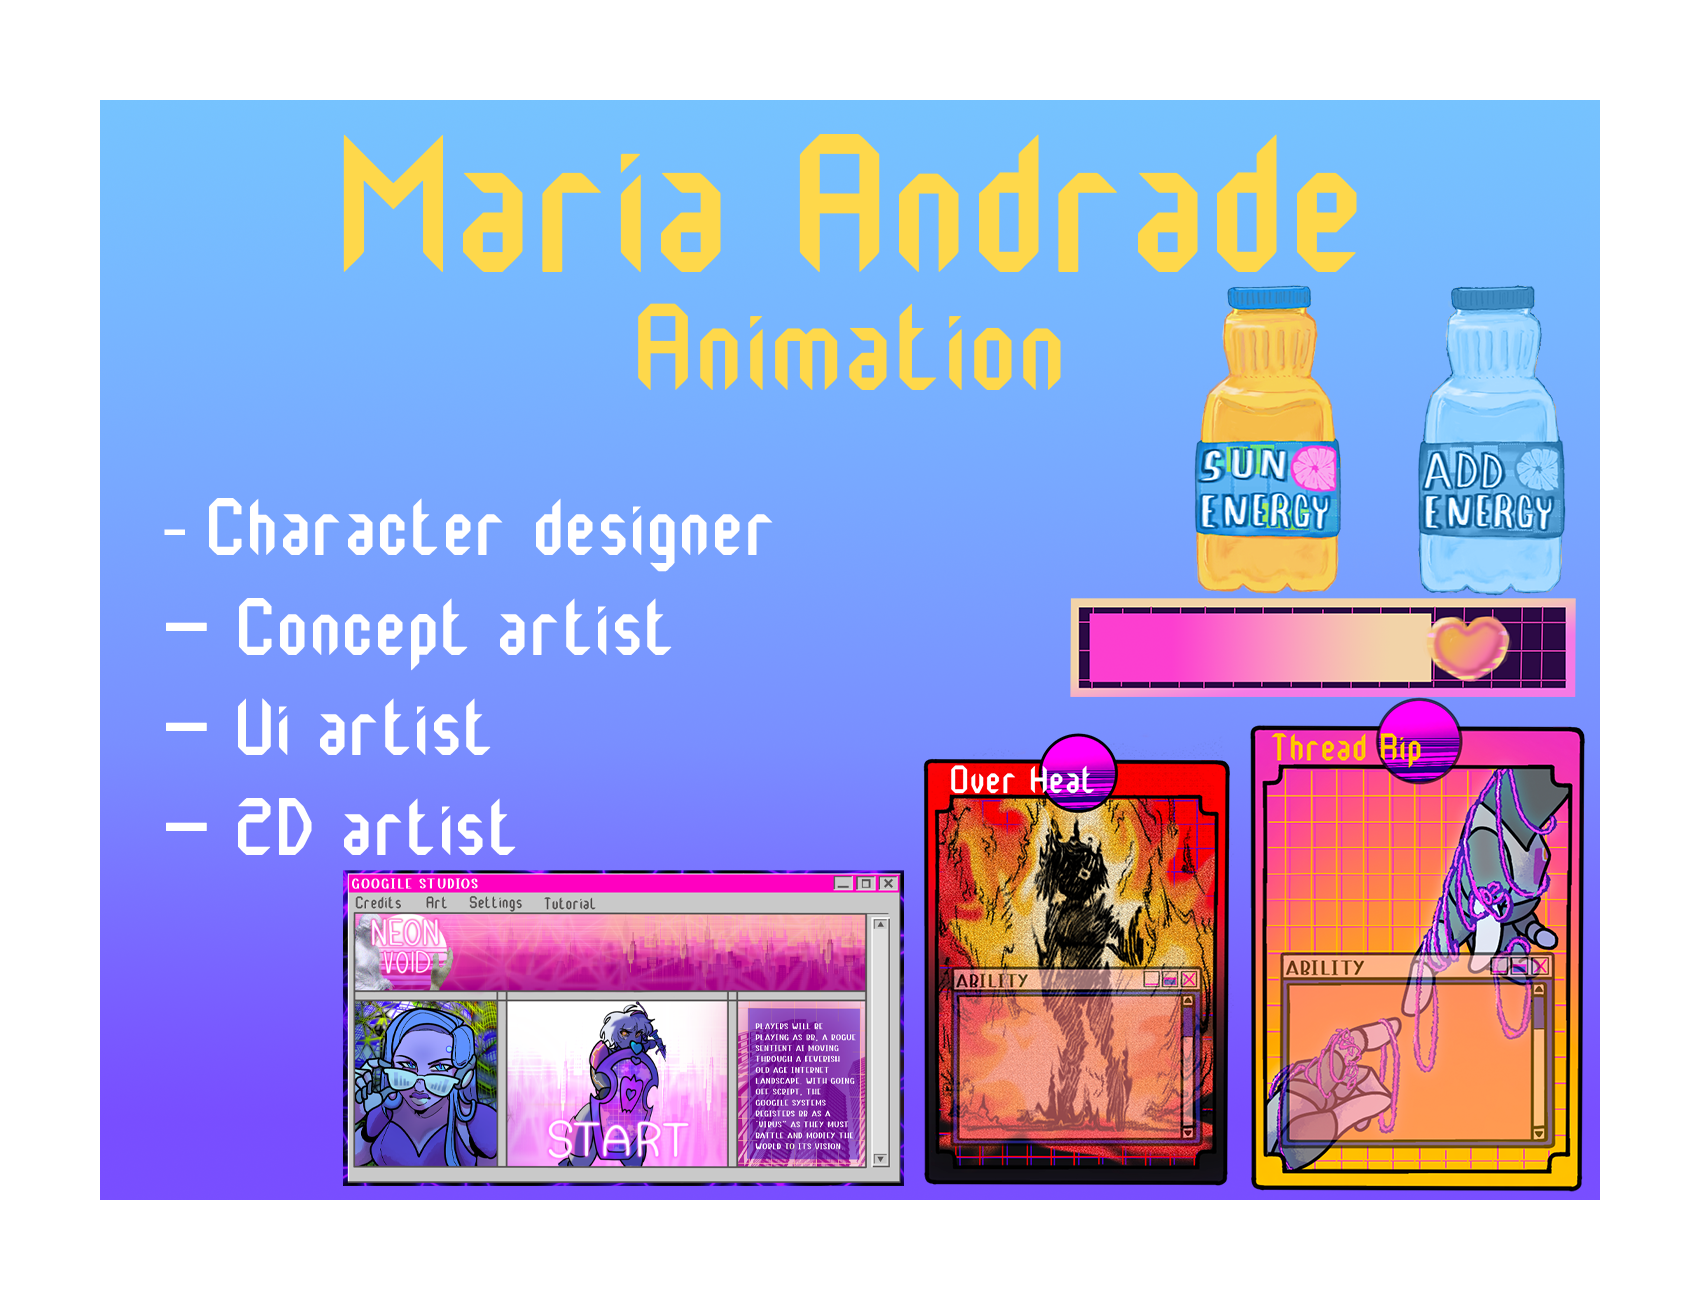 Maria Andrade
Animation
- Character designer
- Concept artist
- Ui artist
- 2D artist
SUN
ENERGY
ADD
ENERGY
Over Heat
ABILITY
Thread Rip
ABILITY
GOOGILE STUDIOS
Credits Art Settings Tutorial
NEON
VOID
START
PLAYERS WILL BE
PLAYING AS BB, A ROGUE
SENTIENT AI MOVING
THROUGH A FEVERISH
OLD AGE INTERNET
LANDSCAPE. WITH GOING
OFF SCRIPT, THE
GOOGILE SYSTEMS
REGISTERS BB AS A
"VIRUS" AS THEY MUST
BATTLE AND MODIFY THE
WORLD TO ITS VISION.